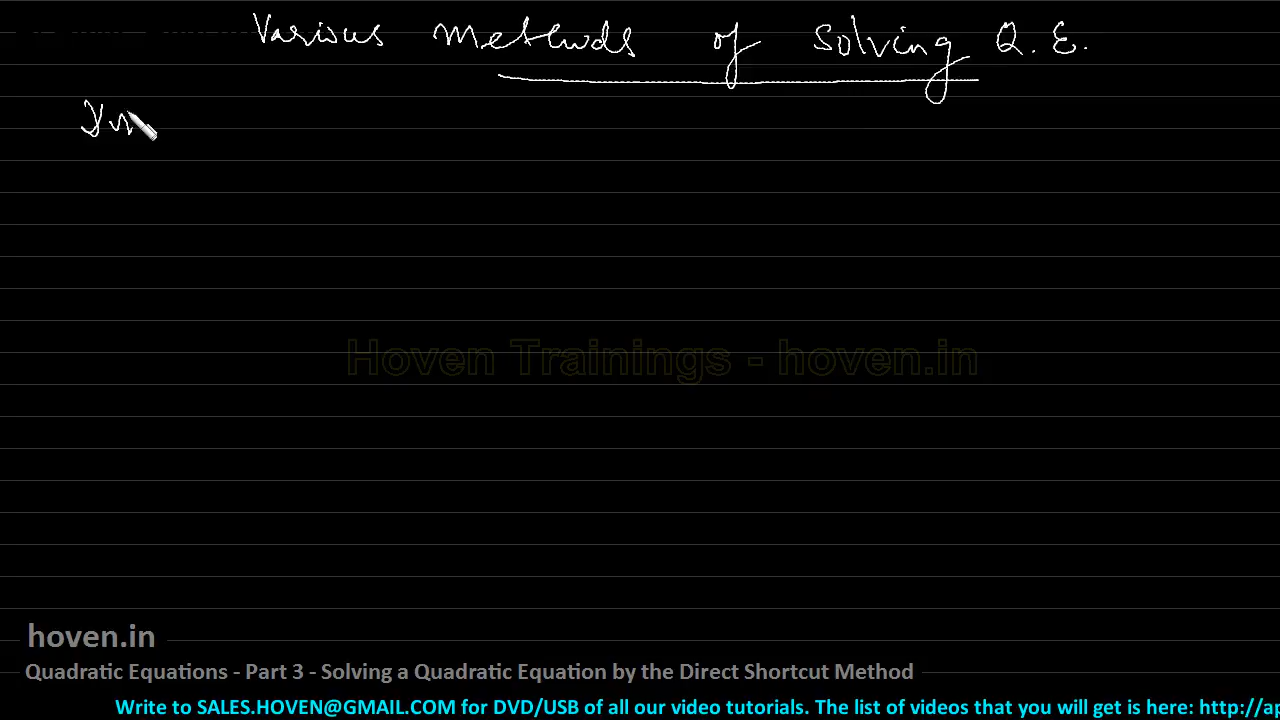 Various methods of Solving Q.E.
Hoven Trainings - hoven.in
hoven.in
Quadratic Equations - Part 3 - Solving a Quadratic Equation by the Direct Shortcut Method
Write to SALES.HOVEN@GMAIL.COM for DVD/USB of all our video tutorials. The list of videos that you will get is here: http://ap